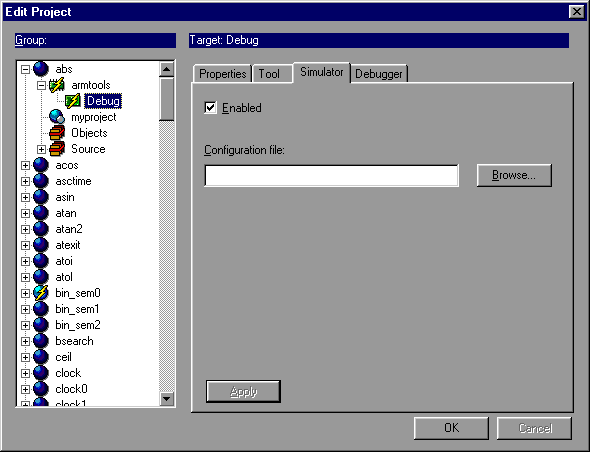 Edit Project
Group:
Target: Debug
abs
armtools
Debug
myproject
Objects
Source
acos
asctime
asin
atan
atan2
atexit
atoi
atol
bin_sem0
bin_sem1
bin_sem2
bsearch
ceil
clock
clock0
clock1
Properties
Tool
Simulator
Debugger
Enabled
Configuration file:
Browse...
Apply
OK
Cancel